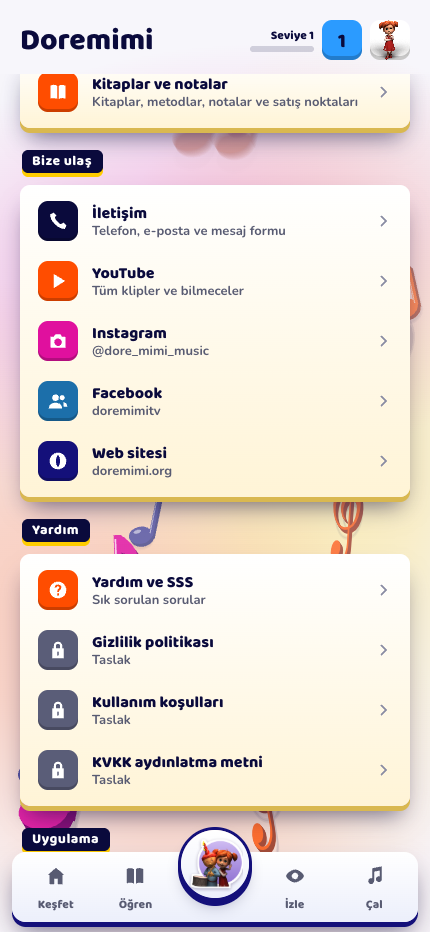 Doremimi
Seviye 1
1
Kitaplar ve notalar
Kitaplar, metodlar, notalar ve satış noktaları
Bize ulaş
İletişim
Telefon, e-posta ve mesaj formu
YouTube
Tüm klipler ve bilmeceler
Instagram
@dore_mimi_music
Facebook
doremimitv
Web sitesi
doremimi.org
Yardım
Yardım ve SSS
Sık sorulan sorular
Gizlilik politikası
Taslak
Kullanım koşulları
Taslak
KVKK aydınlatma metni
Taslak
Uygulama
Keşfet
Öğren
İzle
Çal